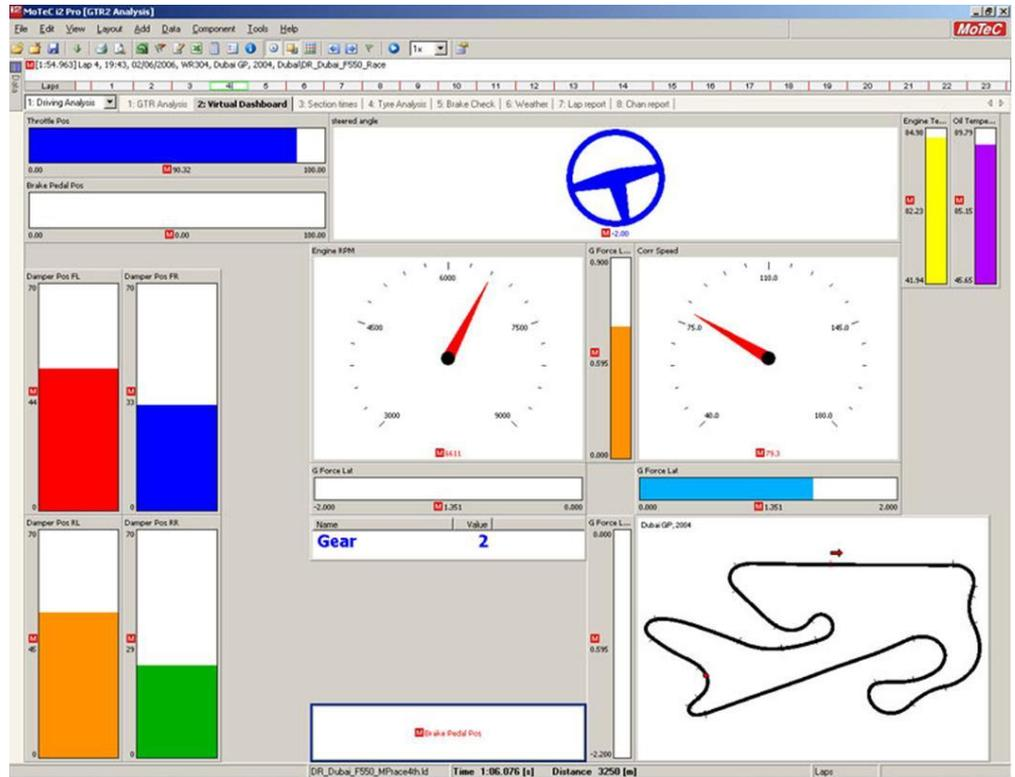 MoTeC i2 Pro [GTR2 Analysis]
File Edit View Layout Add Data Component Tools Help
MoTeC
1x
[1:54.963] Lap 4, 19:43, 02/06/2006, WR304, Dubai GP, 2004, Dubai\DR_Dubai_F550_Race
Data
Laps 1 2 3 4 5 6 7 8 9 10 11 12 13 14 15 16 17 18 19 20 21 22 23
1: Driving Analysis 1: GTR Analysis 2: Virtual Dashboard 3: Section times 4: Tyre Analysis 5: Brake Check 6: Weather 7: Lap report 8: Chan report
Throttle Pos
0.00 M 90.32 100.00
Brake Pedal Pos
0.00 M 0.00 100.00
steered angle
M -2.00
Engine Te...
84.98
M
82.23
41.94
Oil Tempe...
89.79
M
85.15
45.65
Damper Pos FL
70
M
44
0
Damper Pos FR
70
M
33
0
Engine RPM
6000
4500 7500
3000 9000
M 6611
G Force L...
0.900
M
0.595
0.000
Corr Speed
110.0
75.0 145.0
40.0 180.0
M 79.3
G Force Lat
-2.000 M 1.351 0.000
G Force Lat
0.000 M 1.351 2.000
Damper Pos RL
70
M
45
0
Damper Pos RR
70
M
29
0
Name Value
Gear 2
G Force L...
0.000
M
0.595
-2.200
Dubai GP, 2004
M Brake Pedal Pos
DR_Dubai_F550_MPrace4th.ld Time 1:06.076 [s] Distance 3250 [m] Laps